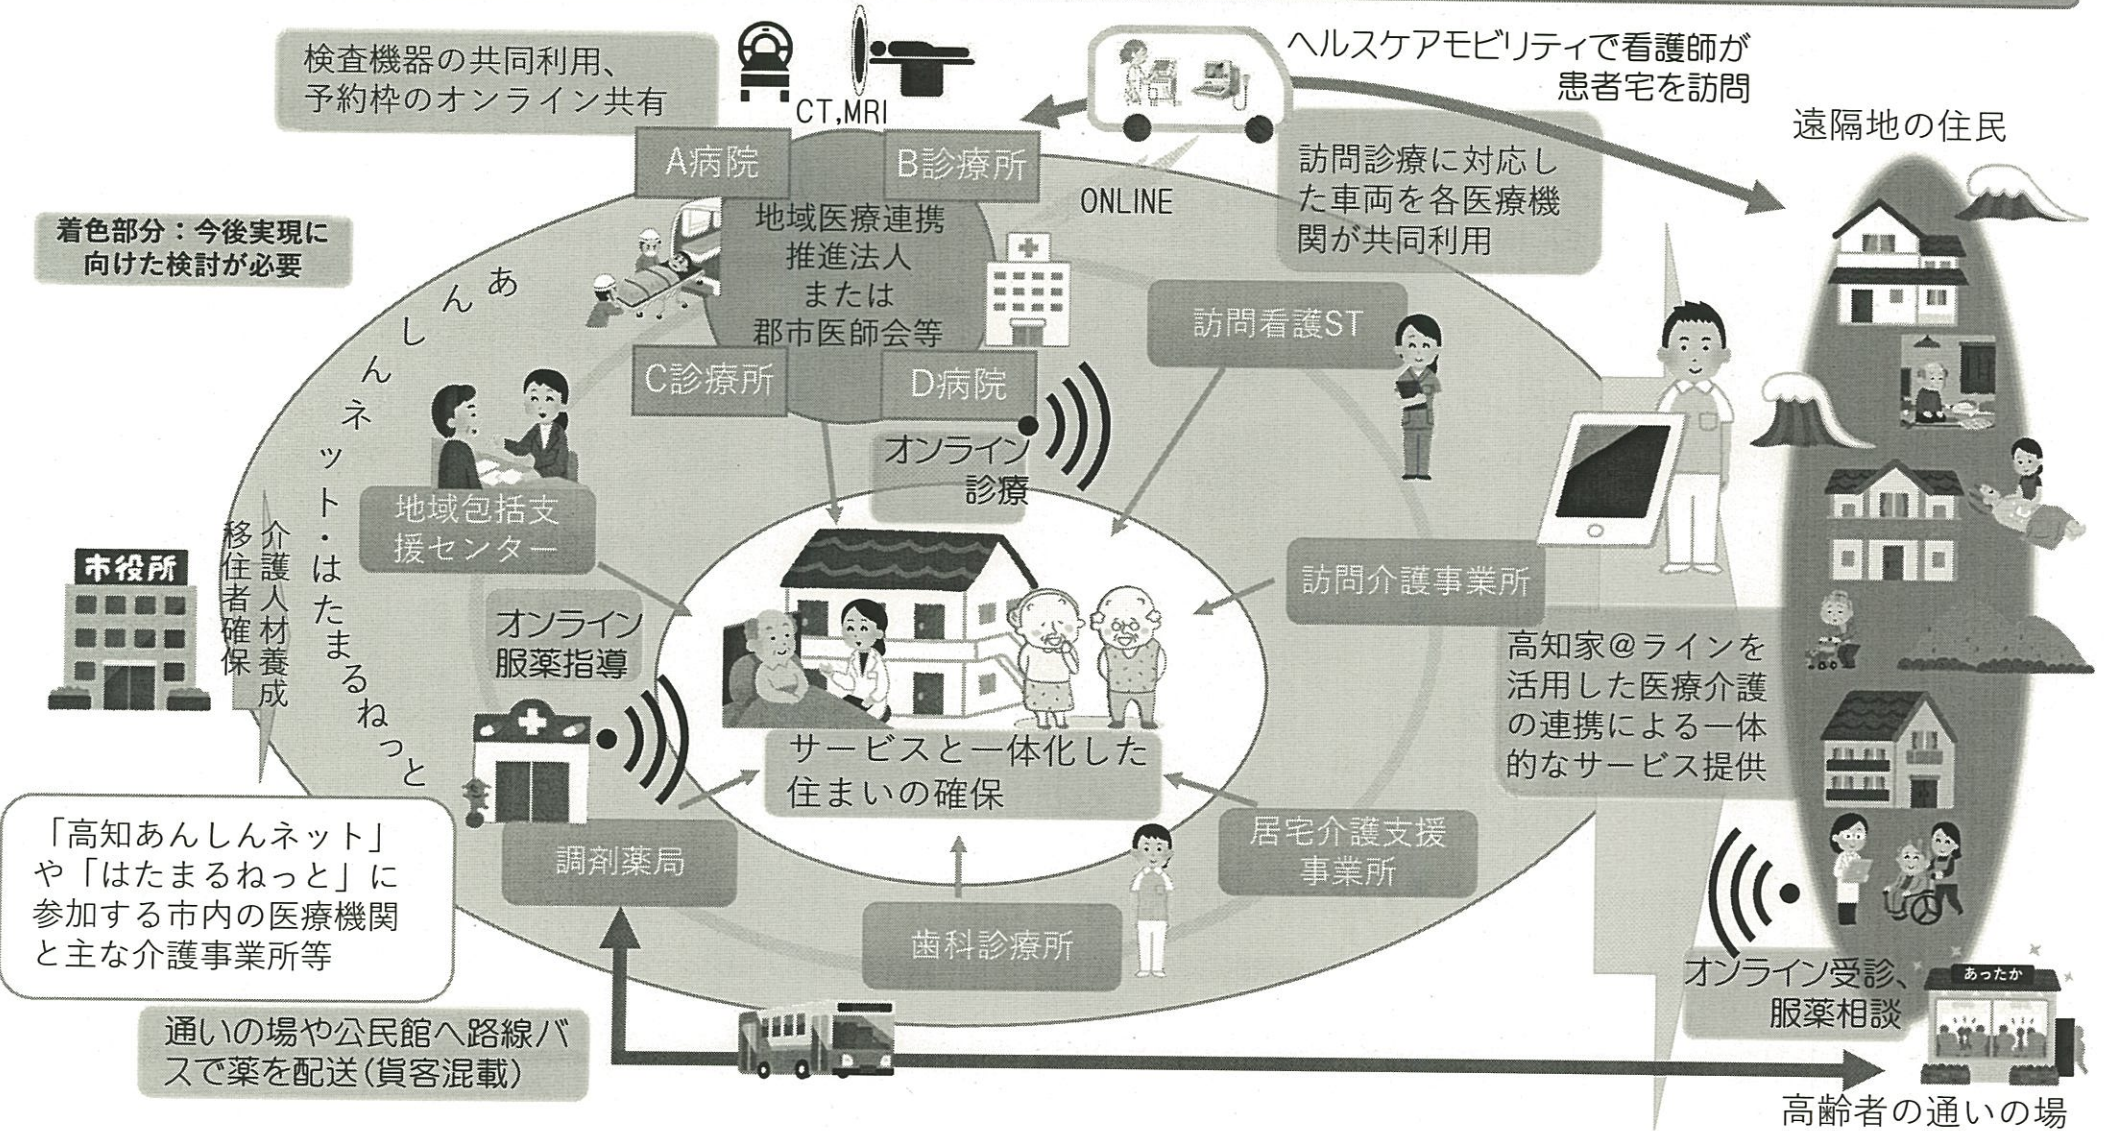 検査機器の共同利用、
予約枠のオンライン共有
CT,MRI
ヘルスケアモビリティで看護師が
患者宅を訪問
遠隔地の住民
A病院
B診療所
ONLINE
訪問診療に対応し
た車両を各医療機
関が共同利用
着色部分：今後実現に
向けた検討が必要
地域医療連携
推進法人
または
郡市医師会等
訪問看護ST
C診療所
D病院
オンライン
診療
あんしんネット・はたまるねっと
地域包括支
援センター
市役所
介護人材養成
移住者確保
訪問介護事業所
オンライン
服薬指導
高知家@ラインを
活用した医療介護
の連携による一体
的なサービス提供
サービスと一体化した
住まいの確保
「高知あんしんネット」
や「はたまるねっと」に
参加する市内の医療機関
と主な介護事業所等
調剤薬局
居宅介護支援
事業所
歯科診療所
オンライン受診、
服薬相談
あったか
通いの場や公民館へ路線バ
スで薬を配送(貨客混載)
高齢者の通いの場